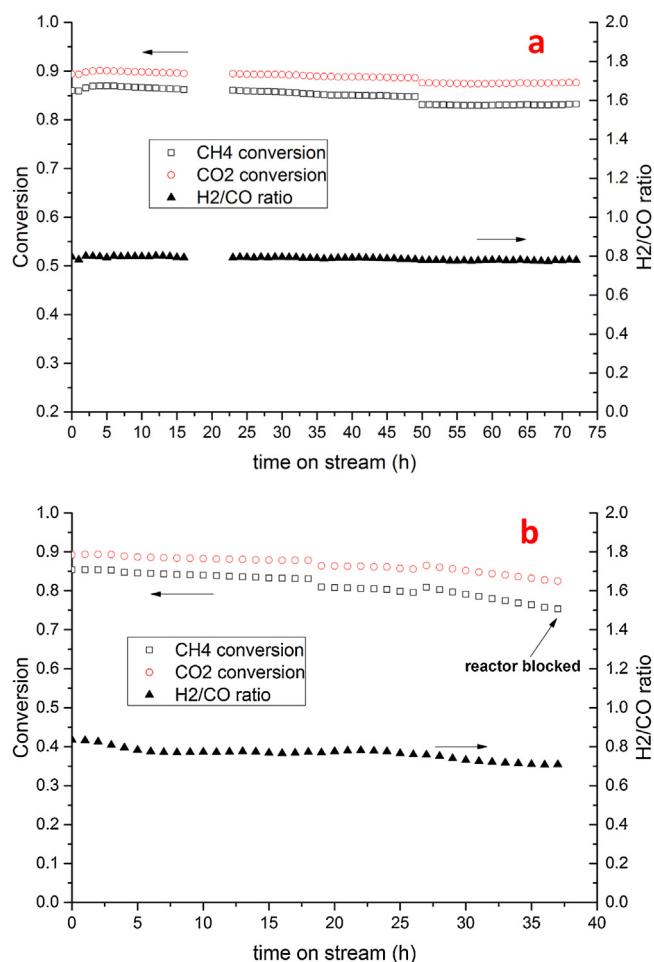 a
1.0
0.9
0.8
0.7
0.6
0.5
0.4
0.3
0.2
Conversion
CH4 conversion
CO2 conversion
H2/CO ratio
2.0
1.8
1.6
1.4
1.2
1.0
0.8
0.6
0.4
0.2
0.0
H2/CO ratio
0 5 10 15 20 25 30 35 40 45 50 55 60 65 70 75
time on stream (h)
b
1.0
0.9
0.8
0.7
0.6
0.5
0.4
0.3
0.2
0.1
0.0
Conversion
CH4 conversion
CO2 conversion
H2/CO ratio
reactor blocked
2.0
1.8
1.6
1.4
1.2
1.0
0.8
0.6
0.4
0.2
0.0
H2/CO ratio
0 5 10 15 20 25 30 35 40
time on stream (h)